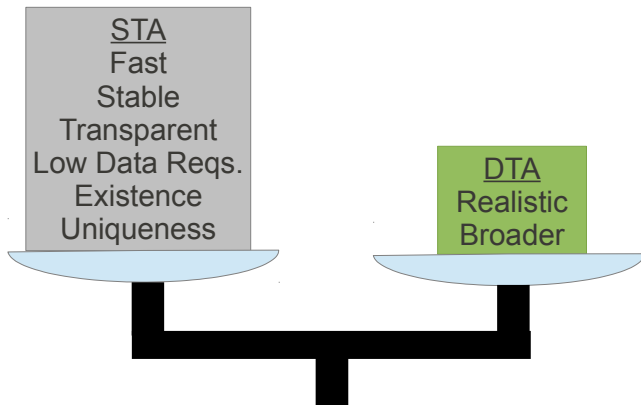 STA
Fast
Stable
Transparent
Low Data Reqs.
Existence
Uniqueness
DTA
Realistic
Broader